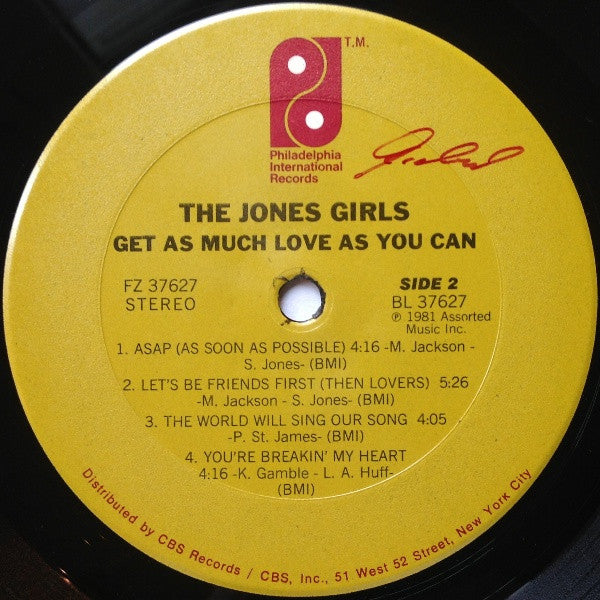 T.M.
Philadelphia
International
Records
THE JONES GIRLS
GET AS MUCH LOVE AS YOU CAN
FZ 37627
STEREO
SIDE 2
BL 37627
℗ 1981 Assorted
Music Inc.
1. ASAP (AS SOON AS POSSIBLE) 4:16 -M. Jackson -
S. Jones- (BMI)
2. LET'S BE FRIENDS FIRST (THEN LOVERS) 5:26
-M. Jackson - S. Jones- (BMI)
3. THE WORLD WILL SING OUR SONG 4:05
-P. St. James- (BMI)
4. YOU'RE BREAKIN' MY HEART
4:16 -K. Gamble - L. A. Huff-
(BMI)
Distributed by CBS Records / CBS, Inc., 51 West 52 Street, New York City